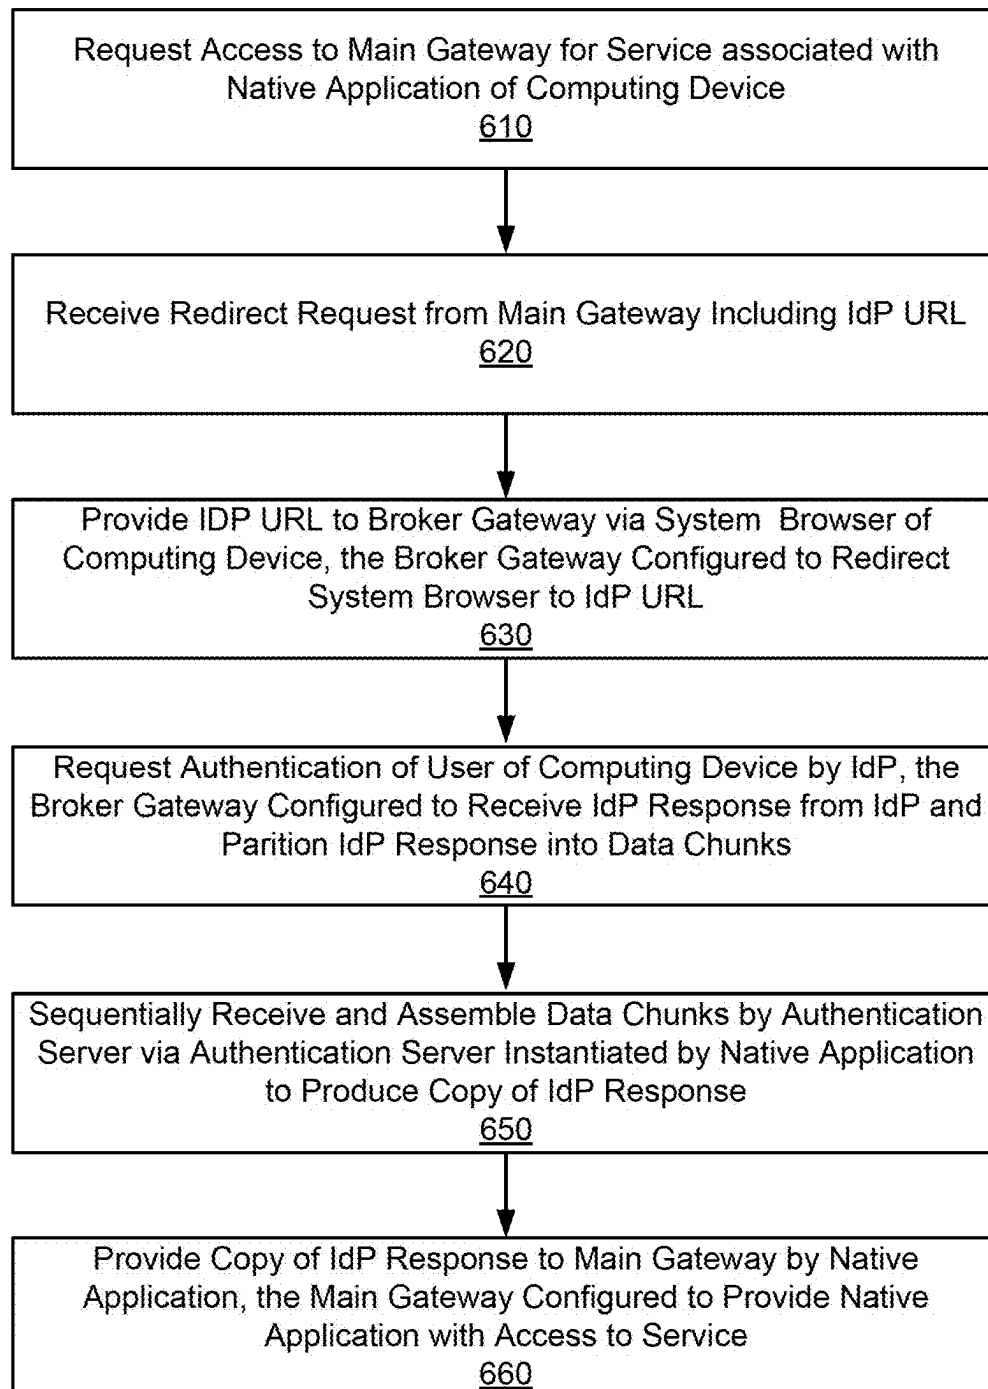 Request Access to Main Gateway for Service associated with
Native Application of Computing Device
610
Receive Redirect Request from Main Gateway Including IdP URL
620
Provide IDP URL to Broker Gateway via System Browser of
Computing Device, the Broker Gateway Configured to Redirect
System Browser to IdP URL
630
Request Authentication of User of Computing Device by IdP, the
Broker Gateway Configured to Receive IdP Response from IdP and
Parition IdP Response into Data Chunks
640
Sequentially Receive and Assemble Data Chunks by Authentication
Server via Authentication Server Instantiated by Native Application
to Produce Copy of IdP Response
650
Provide Copy of IdP Response to Main Gateway by Native
Application, the Main Gateway Configured to Provide Native
Application with Access to Service
660